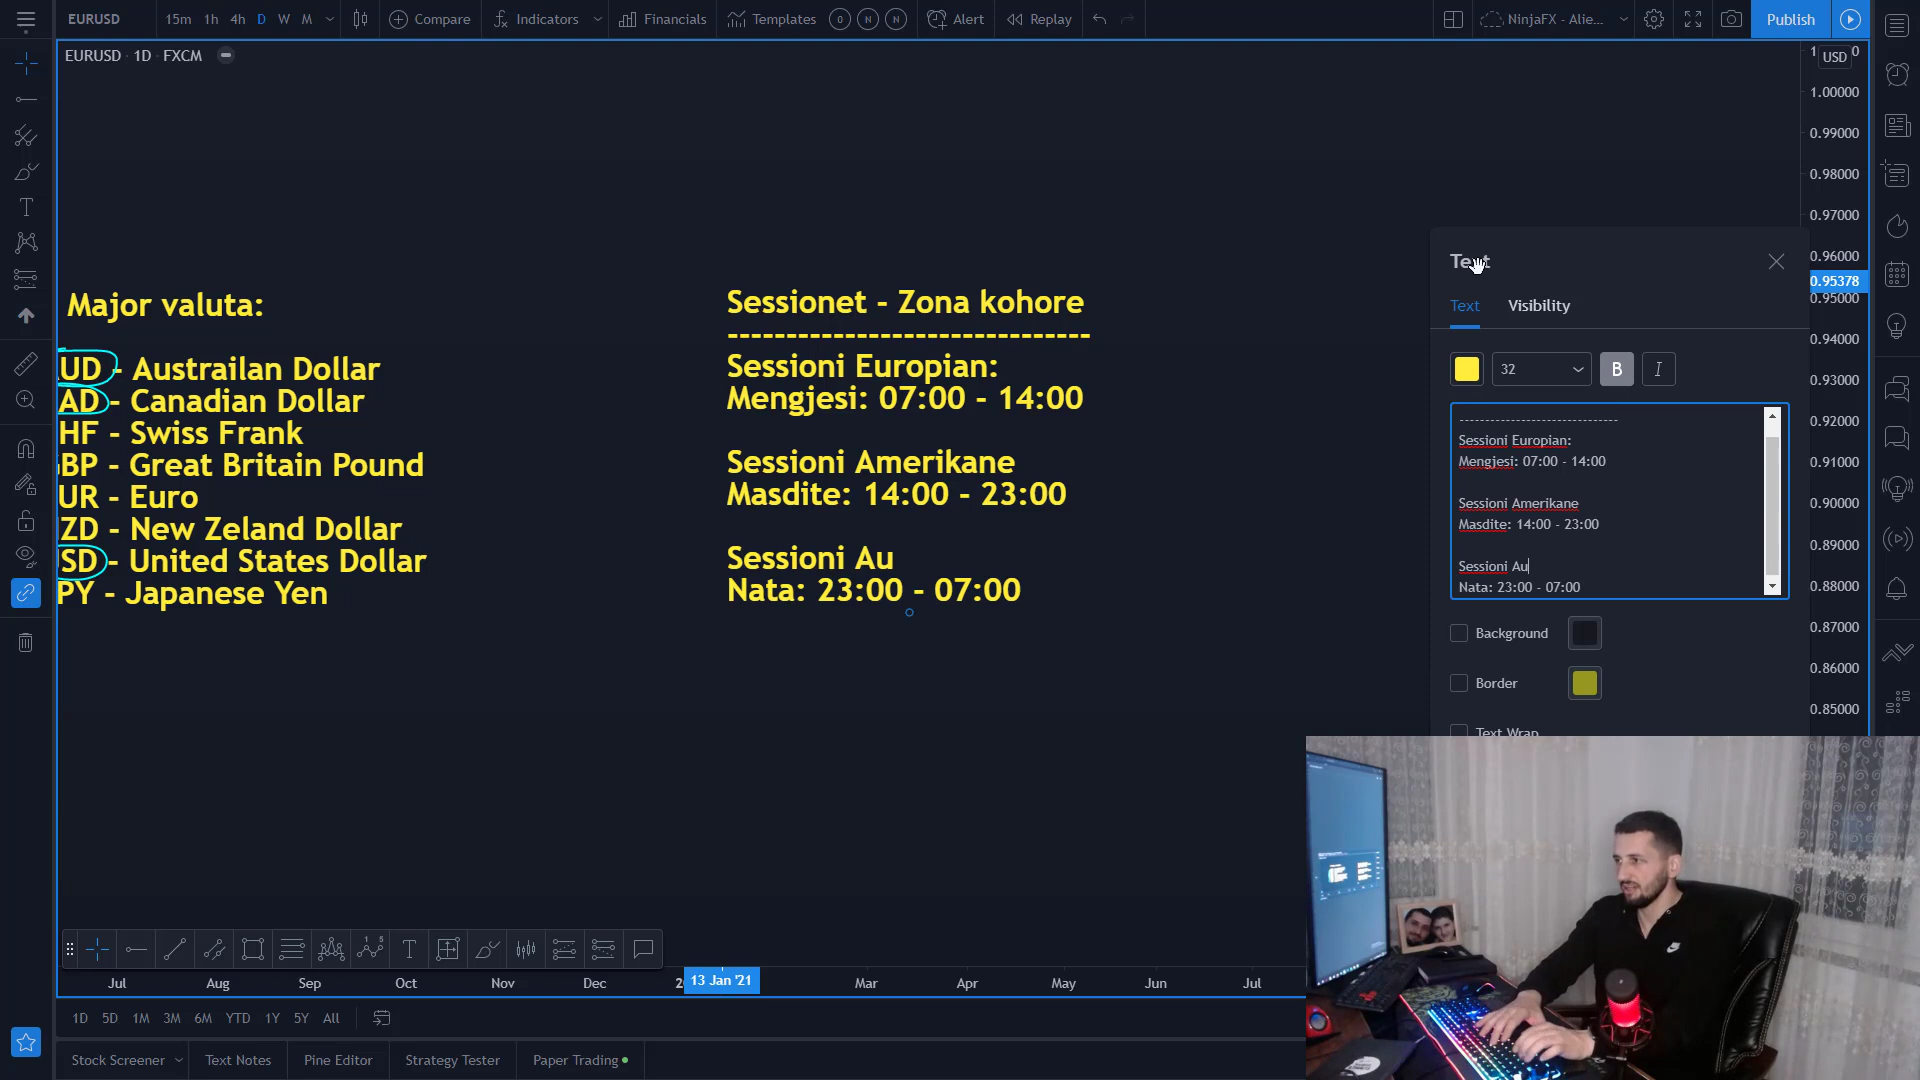 EURUSD 15m 1h 4h D W M Compare Indicators Financials Templates O N N Alert Replay NinjaFX - Alie... Publish
EURUSD · 1D · FXCM
USD
1.00000
0.99000
0.98000
0.97000
0.96000
0.95378
0.95000
0.94000
0.93000
0.92000
0.91000
0.90000
0.89000
0.88000
0.87000
0.86000
0.85000
Major valuta:
UD - Austrailan Dollar
AD - Canadian Dollar
HF - Swiss Frank
BP - Great Britain Pound
UR - Euro
ZD - New Zeland Dollar
SD - United States Dollar
PY - Japanese Yen
Sessionet - Zona kohore
-------------------------------
Sessioni Europian:
Mengjesi: 07:00 - 14:00
Sessioni Amerikane
Masdite: 14:00 - 23:00
Sessioni Au
Nata: 23:00 - 07:00
Text
Text Visibility
32 B I
-------------------------------
Sessioni Europian:
Mengjesi: 07:00 - 14:00
Sessioni Amerikane
Masdite: 14:00 - 23:00
Sessioni Au
Nata: 23:00 - 07:00
Background
Border
Text Wrap
Jul Aug Sep Oct Nov Dec 13 Jan '21 Mar Apr May Jun Jul
1D 5D 1M 3M 6M YTD 1Y 5Y All
Stock Screener Text Notes Pine Editor Strategy Tester Paper Trading